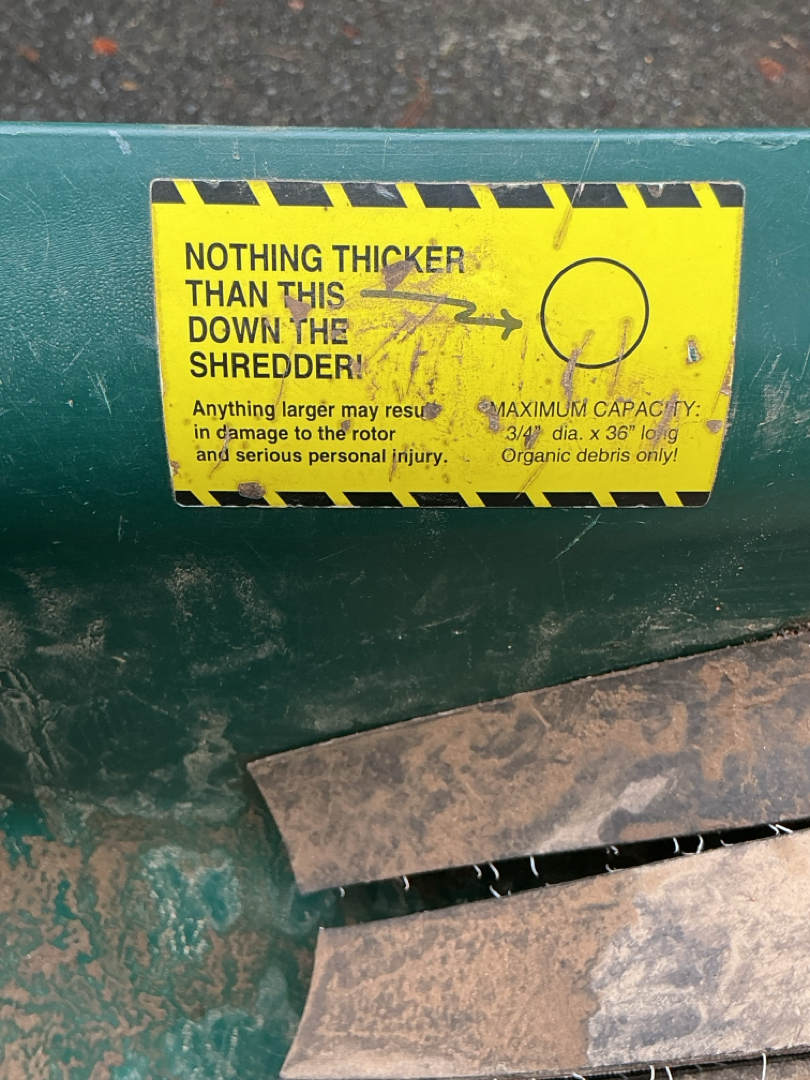 NOTHING THICKER
THAN THIS
DOWN THE
SHREDDER!
Anything larger may result
in damage to the rotor
and serious personal injury.
MAXIMUM CAPACITY:
3/4" dia. x 36" long
Organic debris only!